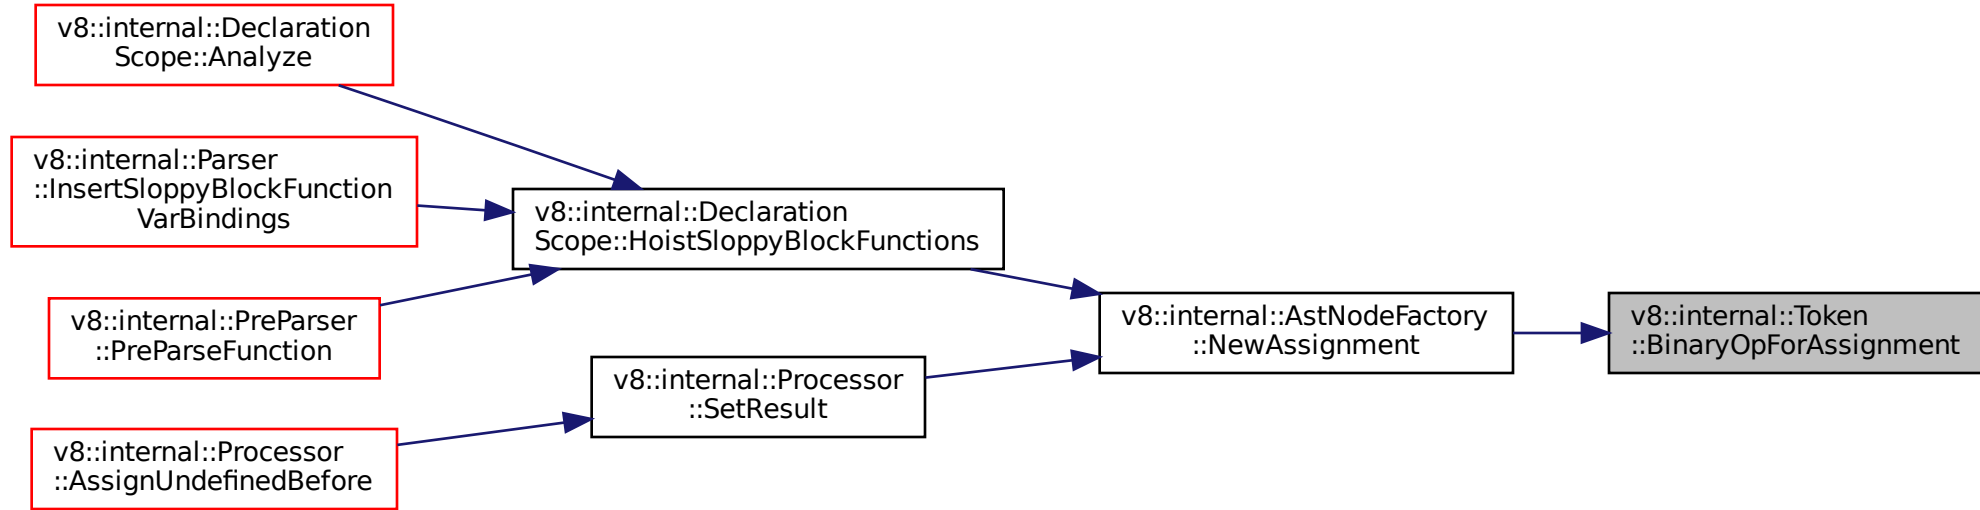 v8::internal::Declaration
Scope::Analyze
v8::internal::Parser
::InsertSloppyBlockFunction
VarBindings
v8::internal::Declaration
Scope::HoistSloppyBlockFunctions
v8::internal::PreParser
::PreParseFunction
v8::internal::AstNodeFactory
::NewAssignment
v8::internal::Token
::BinaryOpForAssignment
v8::internal::Processor
::SetResult
v8::internal::Processor
::AssignUndefinedBefore